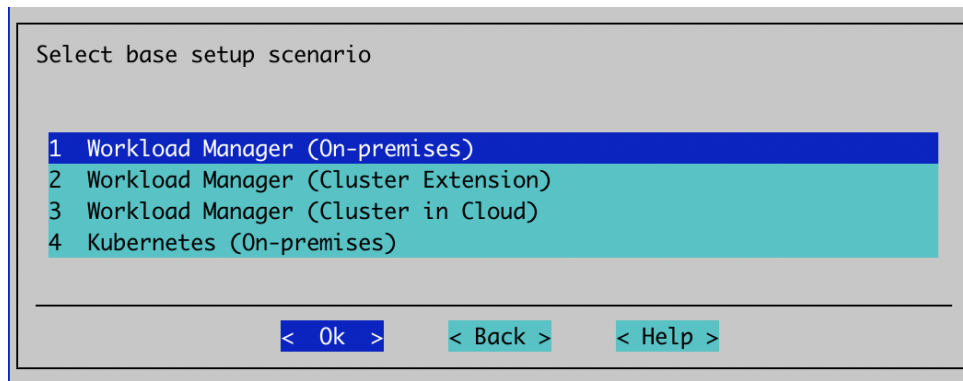 Select base setup scenario
1 Workload Manager (On-premises)
2 Workload Manager (Cluster Extension)
3 Workload Manager (Cluster in Cloud)
4 Kubernetes (On-premises)
< Ok > < Back > < Help >